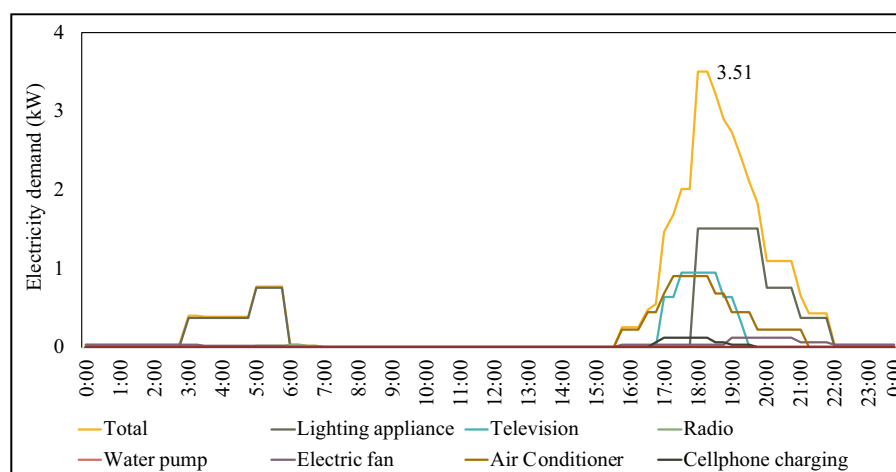 4
3.51
3
2
1
0
Electricity demand (kW)
0:00 1:00 2:00 3:00 4:00 5:00 6:00 7:00 8:00 9:00 10:00 11:00 12:00 13:00 14:00 15:00 16:00 17:00 18:00 19:00 20:00 21:00 22:00 23:00 0:00
Total Lighting appliance Television Radio
Water pump Electric fan Air Conditioner Cellphone charging